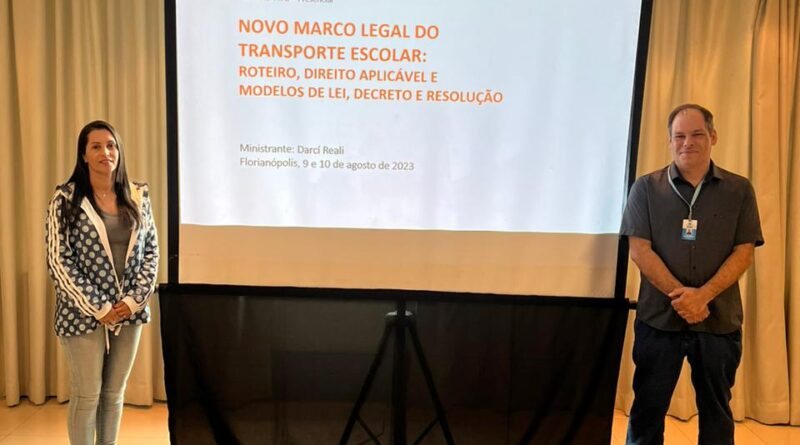 NOVO MARCO LEGAL DO
TRANSPORTE ESCOLAR:
ROTEIRO, DIREITO APLICÁVEL E
MODELOS DE LEI, DECRETO E RESOLUÇÃO
Ministrante: Darcí Reali
Florianópolis, 9 e 10 de agosto de 2023